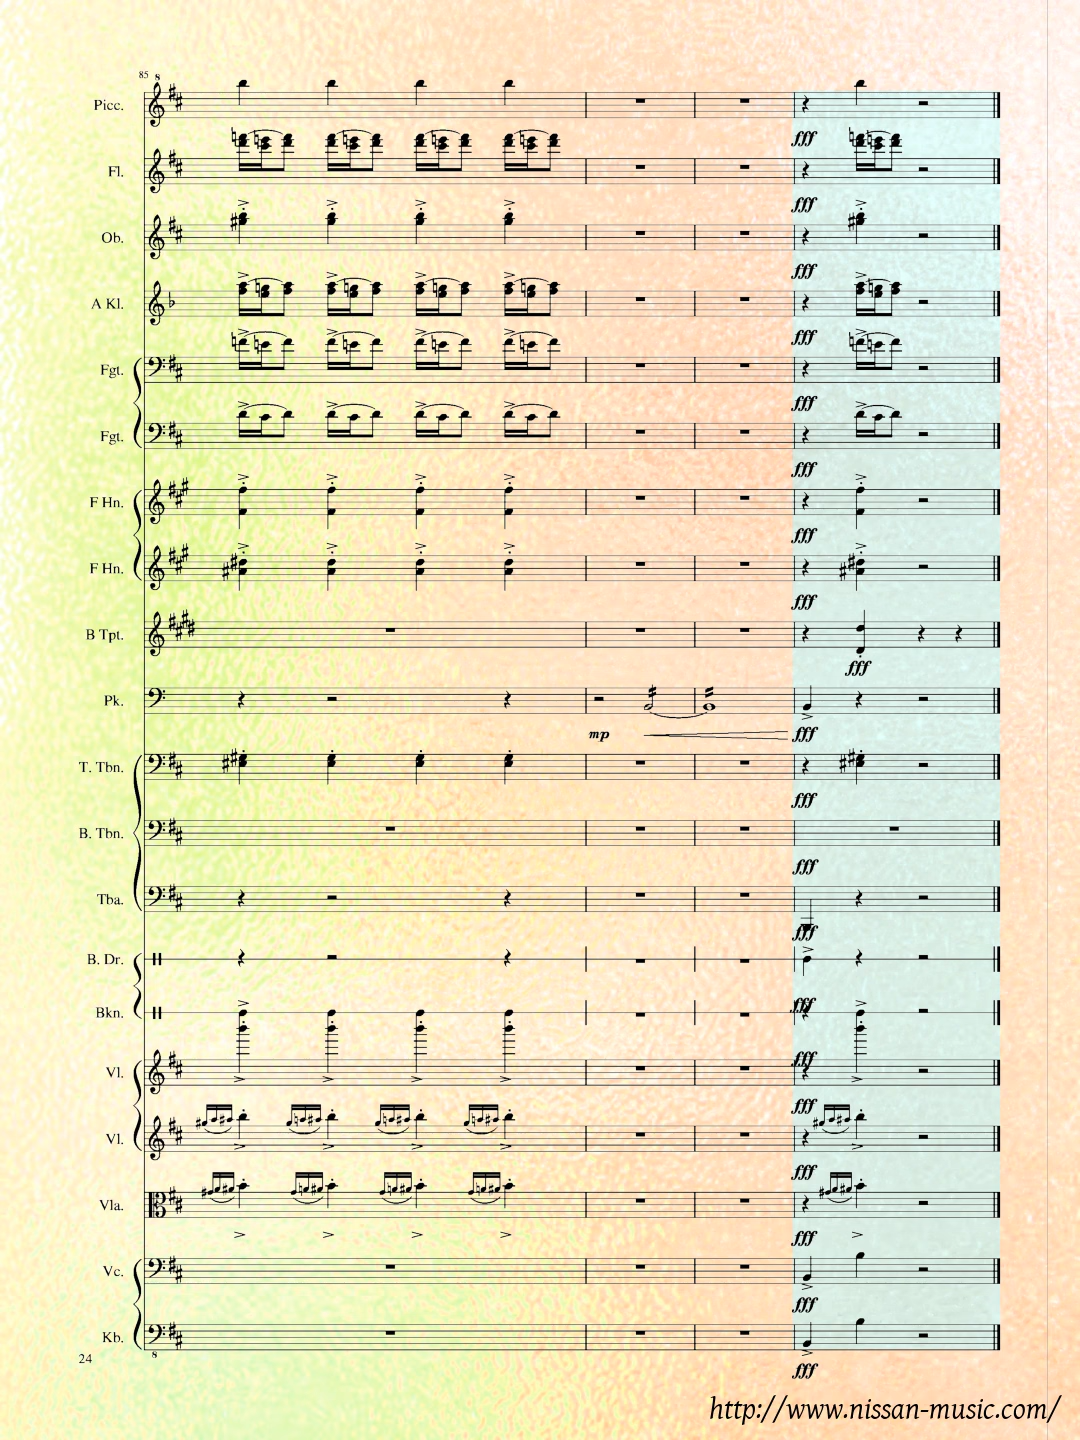 85
8
Picc.
fff
Fl.
fff
Ob.
fff
A Kl.
fff
Fgt.
fff
Fgt.
fff
F Hn.
fff
F Hn.
fff
B Tpt.
fff
Pk.
mp fff
T. Tbn.
fff
B. Tbn.
fff
Tba.
fff
B. Dr.
fff
Bkn.
fff
Vl.
fff
Vl.
fff
Vla.
fff
Vc.
fff
Kb.
8
fff
24
http://www.nissan-music.com/